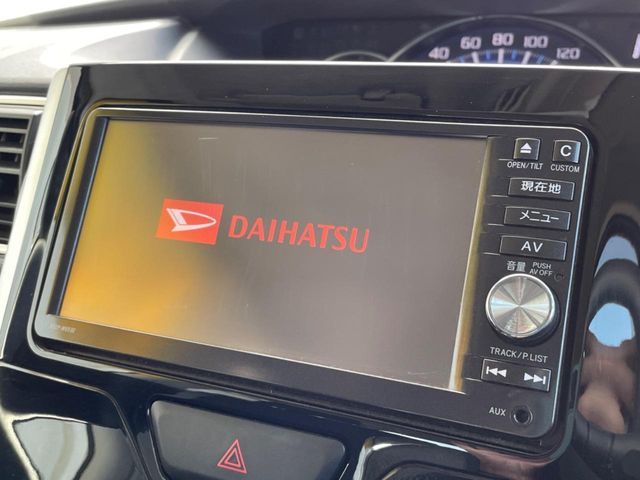 40 60 80 100 120
C
OPEN/TILT CUSTOM
現在地
メニュー
AV
音量 PUSH AV OFF
DAIHATSU
TRACK/P.LIST
AUX